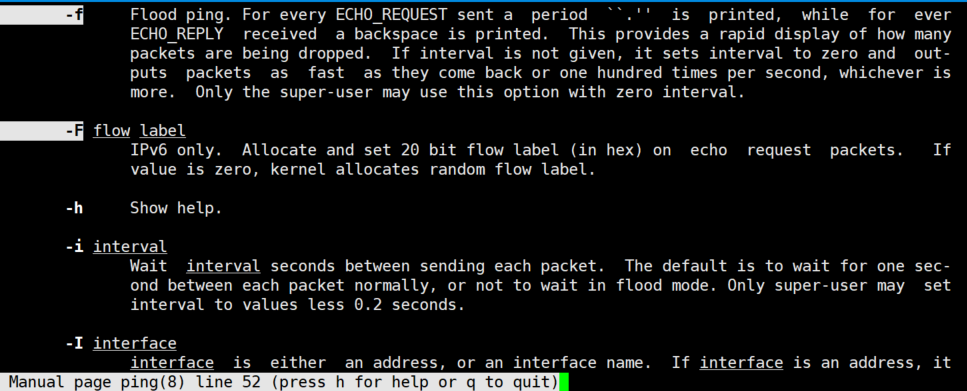 -f Flood ping. For every ECHO_REQUEST sent a period ``.'' is printed, while for ever
ECHO_REPLY received a backspace is printed. This provides a rapid display of how many
packets are being dropped. If interval is not given, it sets interval to zero and out-
puts packets as fast as they come back or one hundred times per second, whichever is
more. Only the super-user may use this option with zero interval.
-F flow label
IPv6 only. Allocate and set 20 bit flow label (in hex) on echo request packets. If
value is zero, kernel allocates random flow label.
-h Show help.
-i interval
Wait interval seconds between sending each packet. The default is to wait for one sec-
ond between each packet normally, or not to wait in flood mode. Only super-user may set
interval to values less 0.2 seconds.
-I interface
interface is either an address, or an interface name. If interface is an address, it
Manual page ping(8) line 52 (press h for help or q to quit)